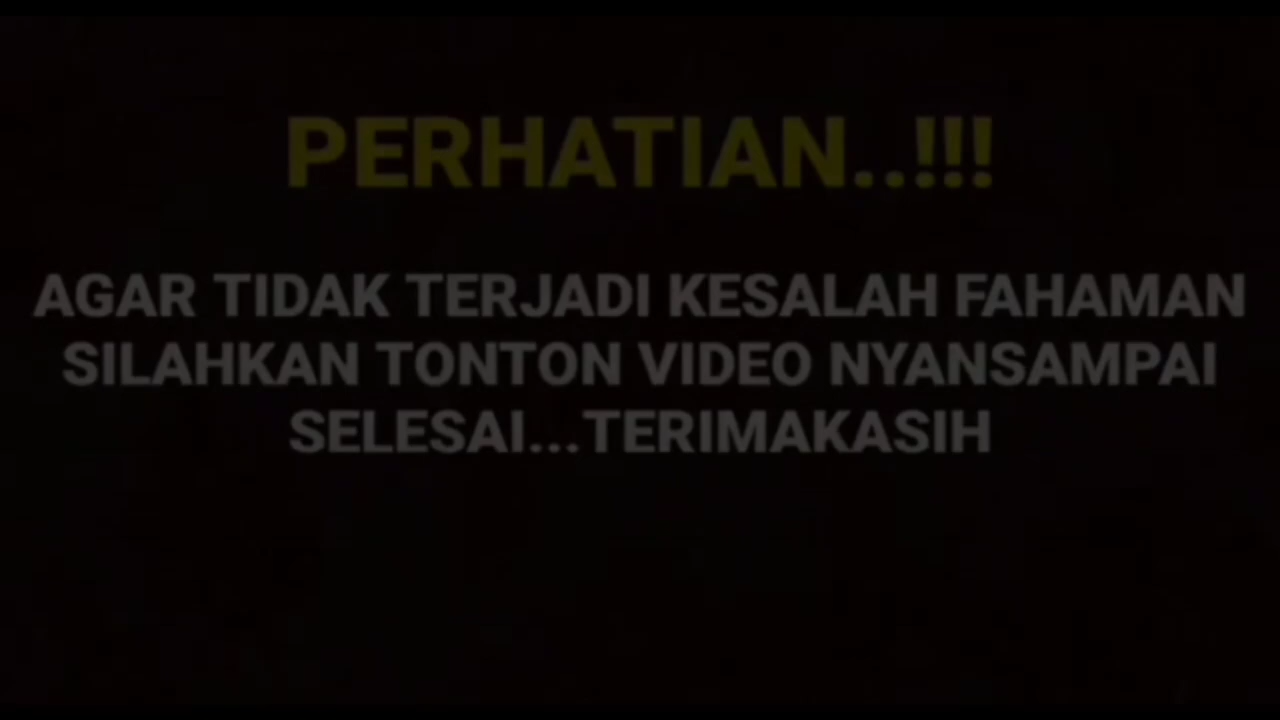 PERHATIAN..!!!
AGAR TIDAK TERJADI KESALAH FAHAMAN
SILAHKAN TONTON VIDEO NYANSAMPAI
SELESAI...TERIMAKASIH